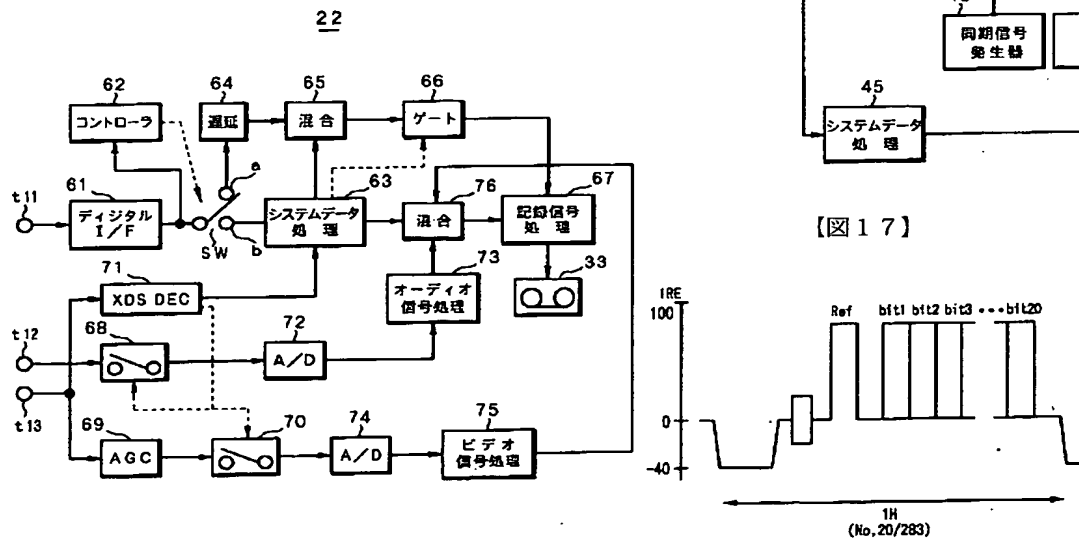 22
62
64
65
66
コントローラ
遅延
混合
ゲート
t11
61
a
63
76
67
ディジタル
I/F
SW
b
システムデータ
処理
混合
記録信号
処理
71
73
33
XDS DEC
オーディオ
信号処理
t12
68
72
A/D
t13
69
70
74
75
AGC
A/D
ビデオ
信号処理
同期信号
発生器
45
システムデータ
処理
【図17】
1RE
100
Ref
bit1 bit2 bit3 ・・・・bit20
0
-40
1H
(No,20/283)